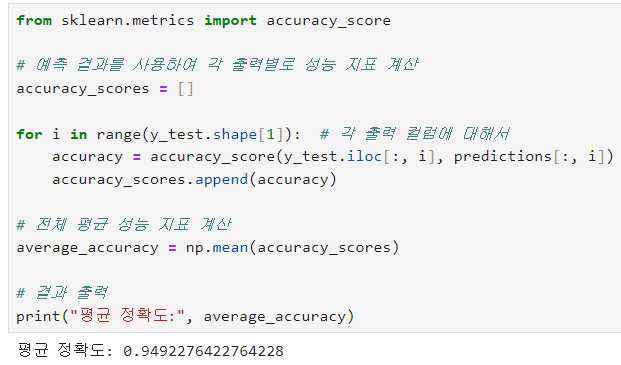 from sklearn.metrics import accuracy_score
# 예측 결과를 사용하여 각 출력별로 성능 지표 계산
accuracy_scores = []
for i in range(y_test.shape[1]):  # 각 출력 컬럼에 대해서
    accuracy = accuracy_score(y_test.iloc[:, i], predictions[:, i])
    accuracy_scores.append(accuracy)
# 전체 평균 성능 지표 계산
average_accuracy = np.mean(accuracy_scores)
# 결과 출력
print("평균 정확도:", average_accuracy)
평균 정확도: 0.9492276422764228